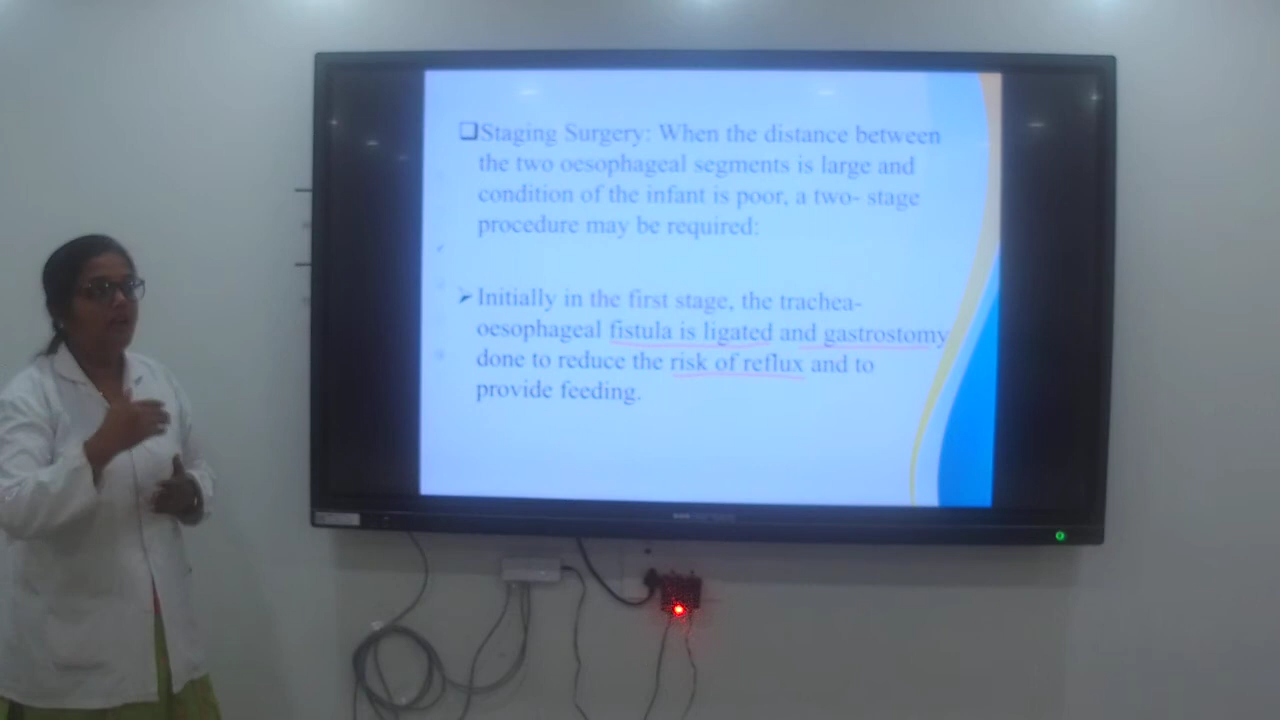 ❑Staging Surgery: When the distance between
the two oesophageal segments is large and
condition of the infant is poor, a two- stage
procedure may be required:
➤Initially in the first stage, the trachea-
oesophageal fistula is ligated and gastrostomy
done to reduce the risk of reflux and to
provide feeding.